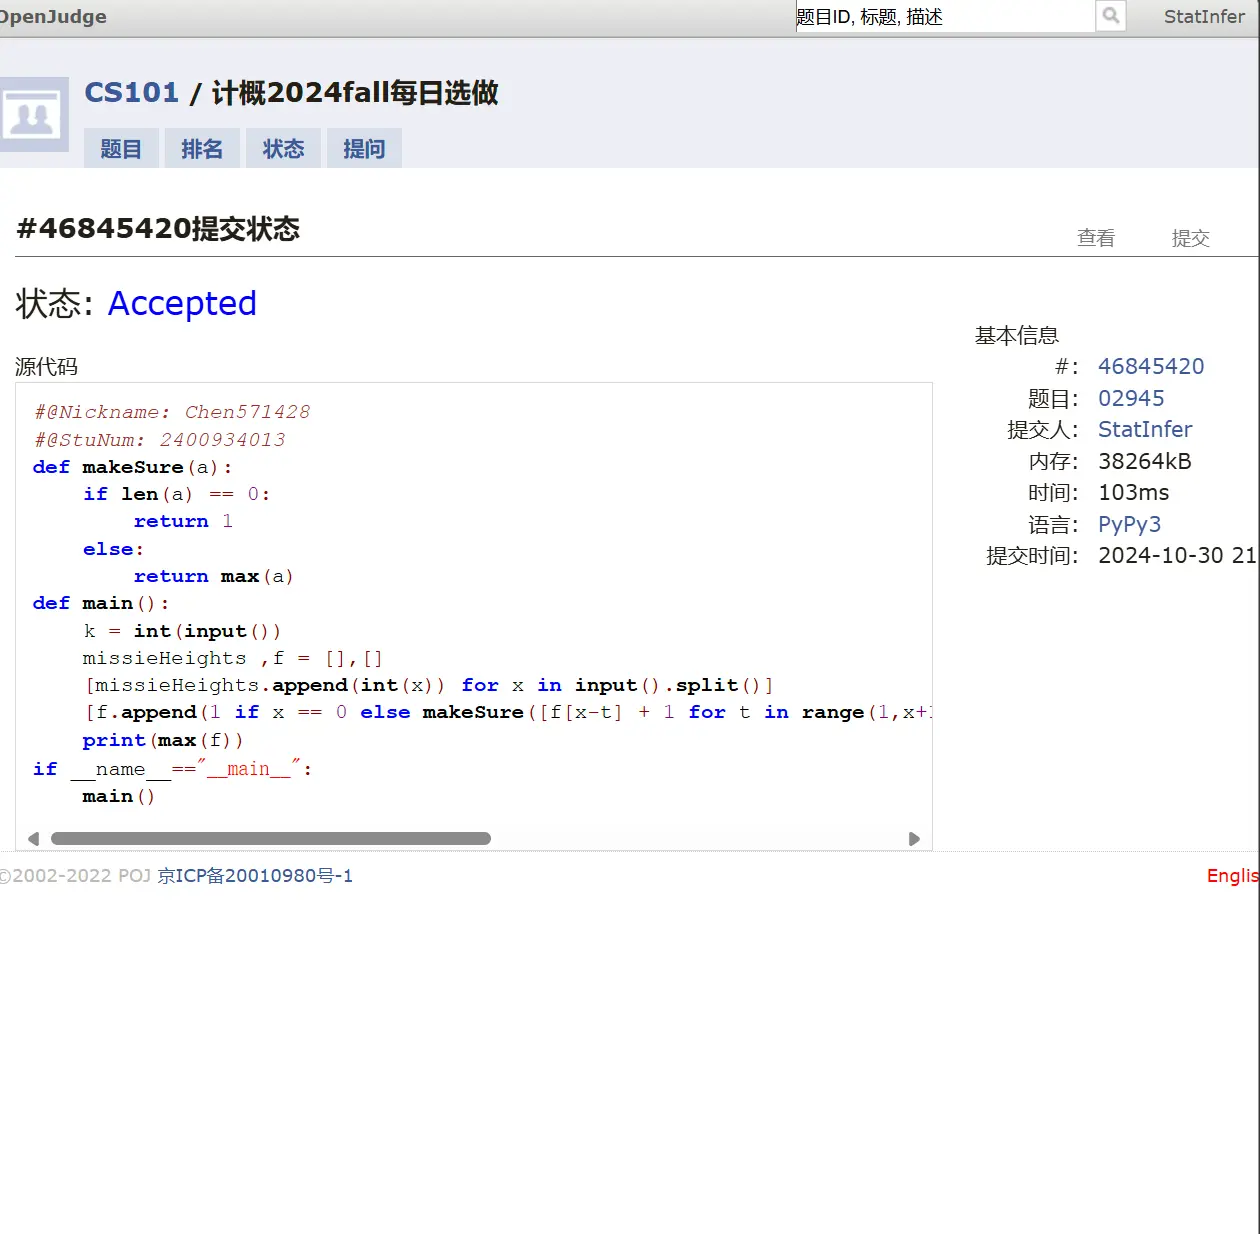 OpenJudge
题目ID, 标题, 描述
StatInfer
CS101 / 计概2024fall每日选做
题目 排名 状态 提问
#46845420提交状态
查看 提交
状态: Accepted
源代码
#@Nickname: Chen571428
#@StuNum: 2400934013
def makeSure(a):
    if len(a) == 0:
        return 1
    else:
        return max(a)
def main():
    k = int(input())
    missieHeights ,f = [],[]
    [missieHeights.append(int(x)) for x in input().split()]
    [f.append(1 if x == 0 else makeSure([f[x-t] + 1 for t in range(1,x+
    print(max(f))
if __name__=="__main__":
    main()
基本信息
#: 46845420
题目: 02945
提交人: StatInfer
内存: 38264kB
时间: 103ms
语言: PyPy3
提交时间: 2024-10-30 21
©2002-2022 POJ 京ICP备20010980号-1
Englis